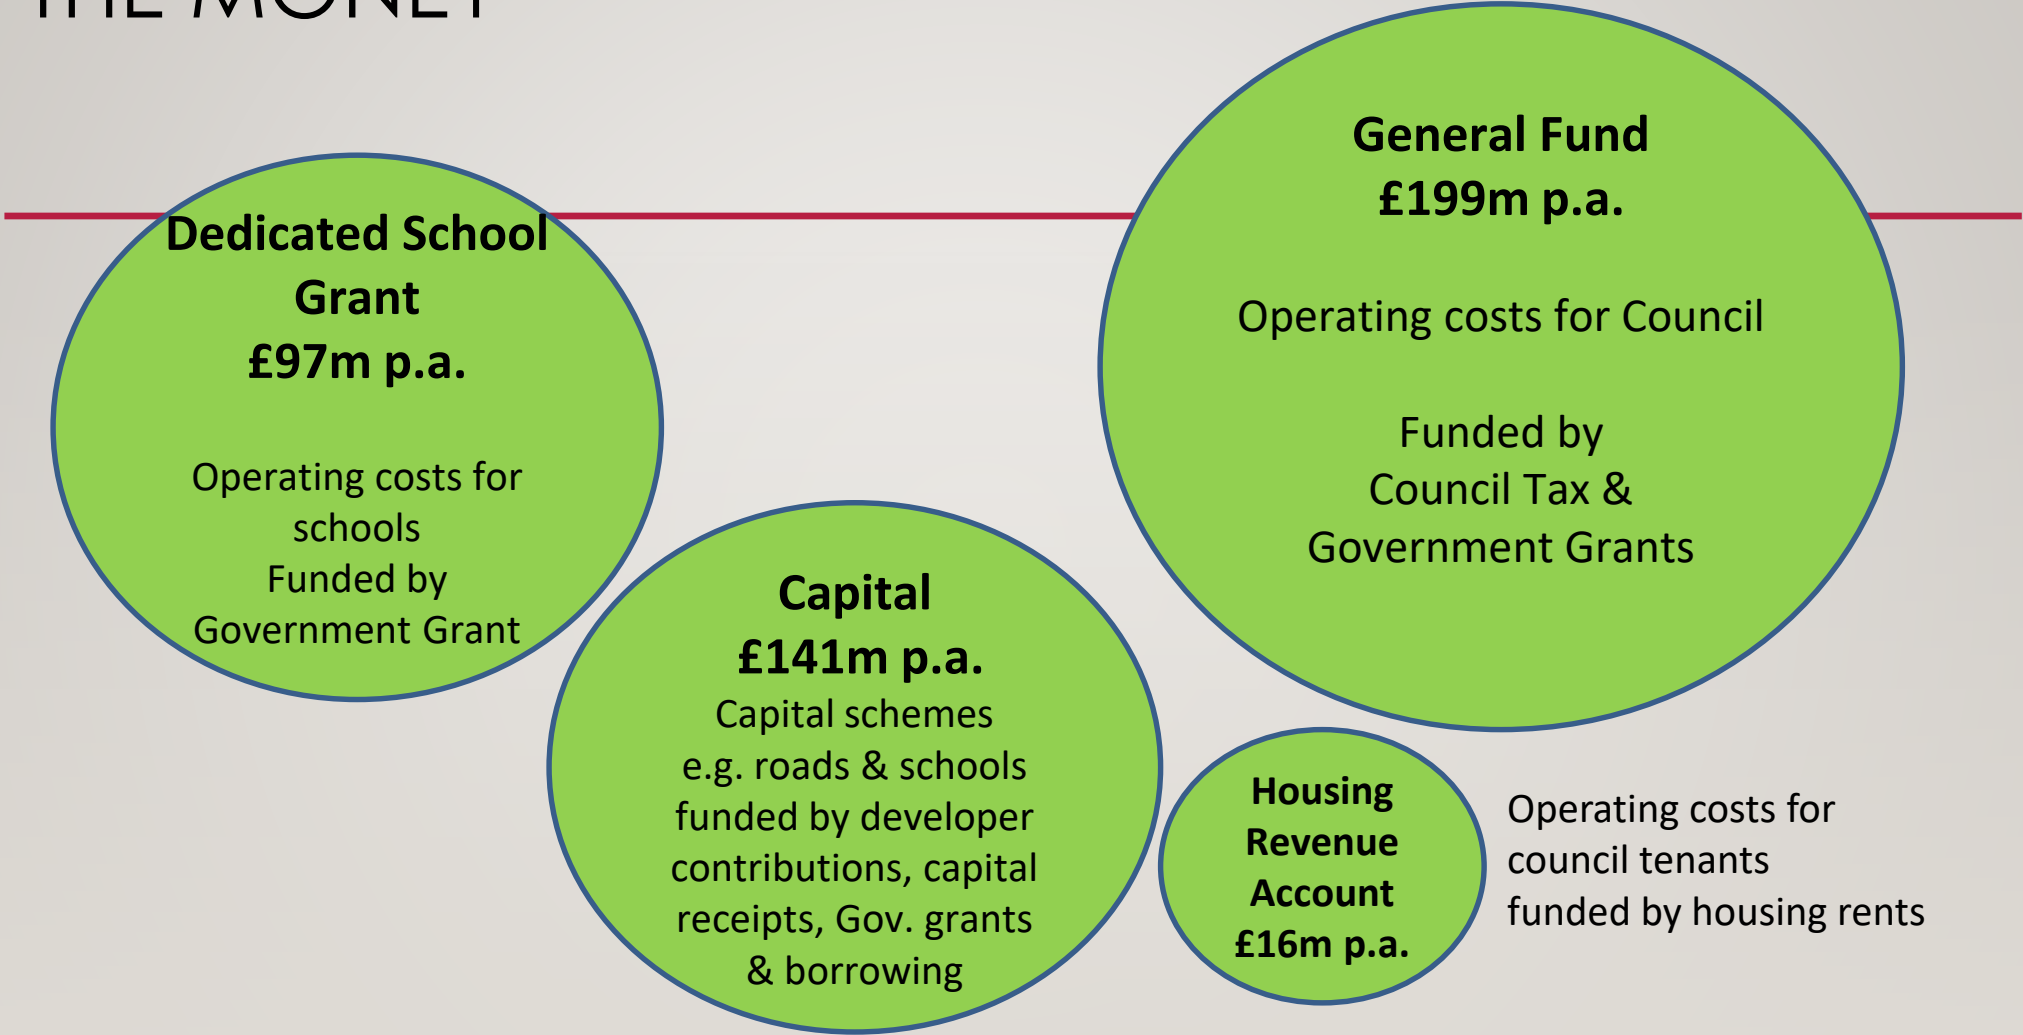 THE MONEY
Dedicated School
Grant
£97m p.a.
Operating costs for
schools
Funded by
Government Grant
Capital
£141m p.a.
Capital schemes
e.g. roads & schools
funded by developer
contributions, capital
receipts, Gov. grants
& borrowing
General Fund
£199m p.a.
Operating costs for Council
Funded by
Council Tax &
Government Grants
Housing
Revenue
Account
£16m p.a.
Operating costs for
council tenants
funded by housing rents